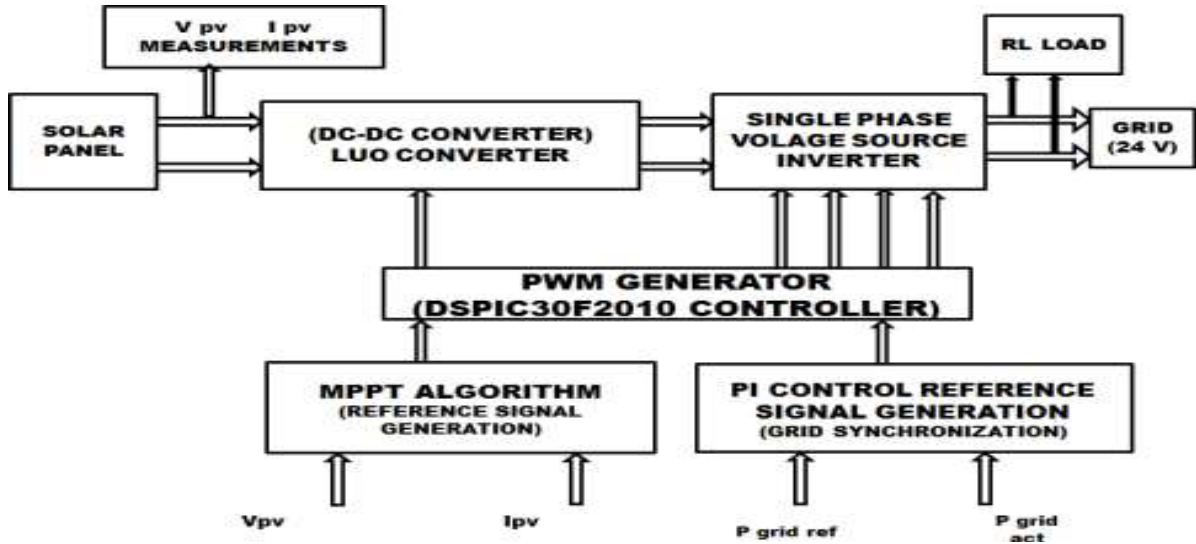 V pv I pv
MEASUREMENTS
RL LOAD
SOLAR
PANEL
(DC-DC CONVERTER)
LUO CONVERTER
SINGLE PHASE
VOLAGE SOURCE
INVERTER
GRID
(24 V)
PWM GENERATOR
(DSPIC30F2010 CONTROLLER)
MPPT ALGORITHM
(REFERENCE SIGNAL
GENERATION)
PI CONTROL REFERENCE
SIGNAL GENERATION
(GRID SYNCHRONIZATION)
Vpv
Ipv
P grid ref
P grid
act